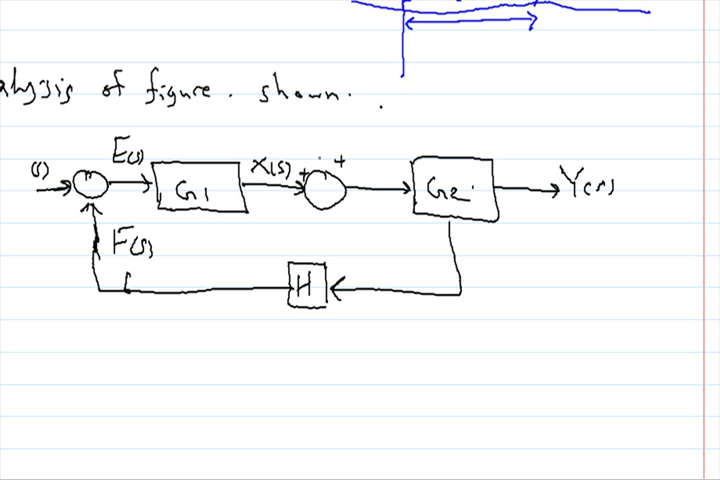 alysis of figure. shown.
(s) E(s) G1 X(s) + + G2 Y(s)
F(s)
H